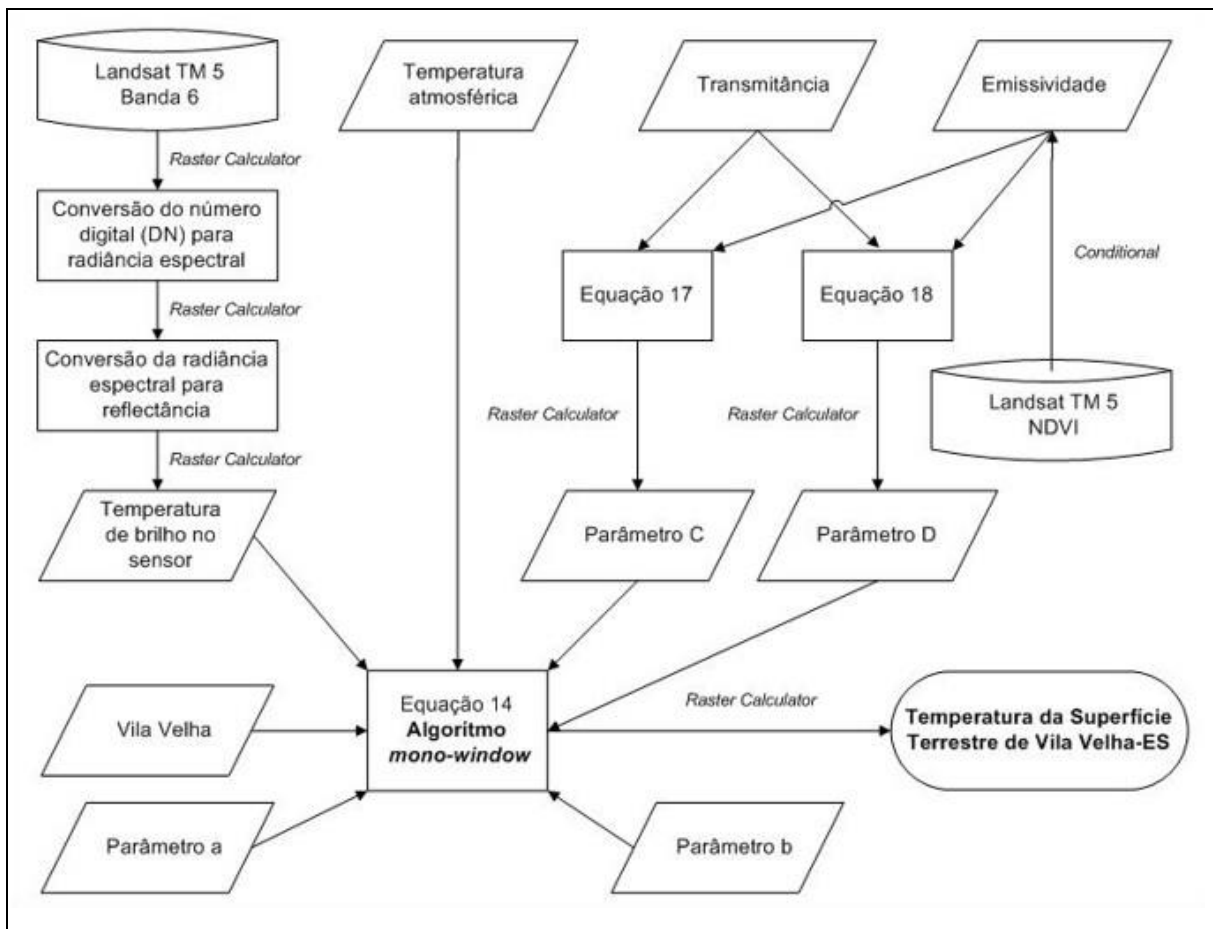 Landsat TM 5
Banda 6
Temperatura
atmosférica
Transmitância
Emissividade
Raster Calculator
Conversão do número
digital (DN) para
radiância espectral
Equação 17
Equação 18
Conditional
Raster Calculator
Conversão da radiância
espectral para
reflectância
Landsat TM 5
NDVI
Raster Calculator
Raster Calculator
Raster Calculator
Temperatura
de brilho no
sensor
Parâmetro C
Parâmetro D
Vila Velha
Equação 14
Algoritmo
mono-window
Raster Calculator
Temperatura da Superfície
Terrestre de Vila Velha-ES
Parâmetro a
Parâmetro b